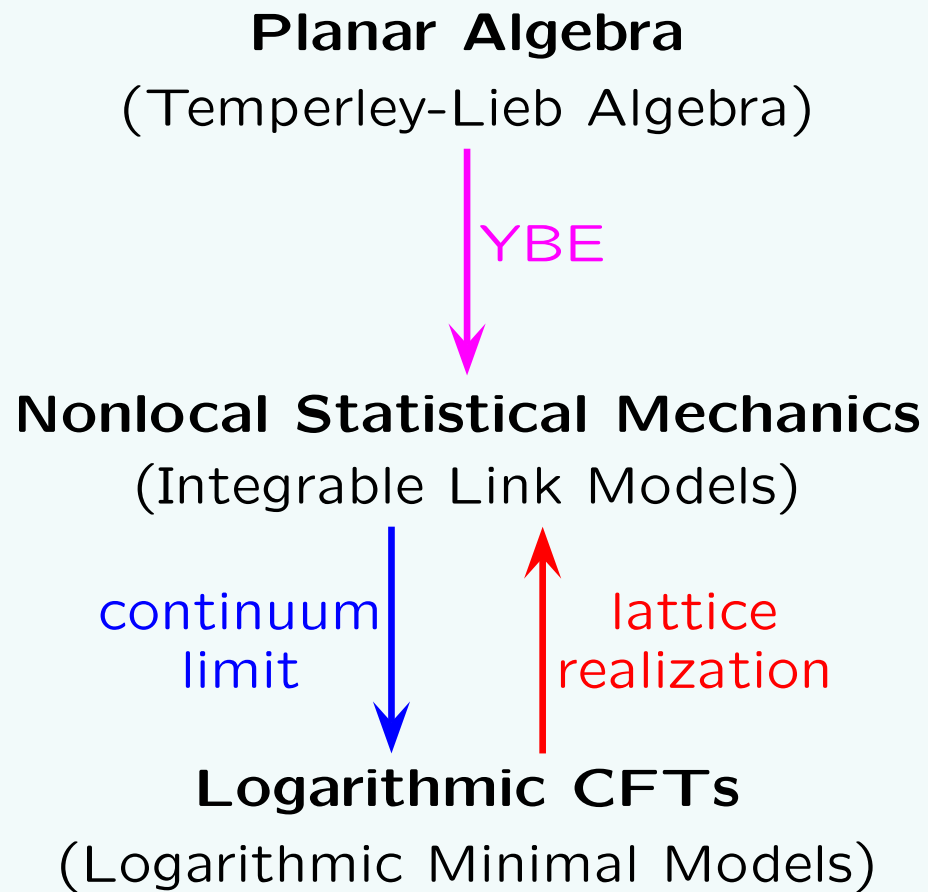 Planar Algebra
(Temperley-Lieb Algebra)
YBE
Nonlocal Statistical Mechanics
(Integrable Link Models)
continuum
limit
lattice
realization
Logarithmic CFTs
(Logarithmic Minimal Models)